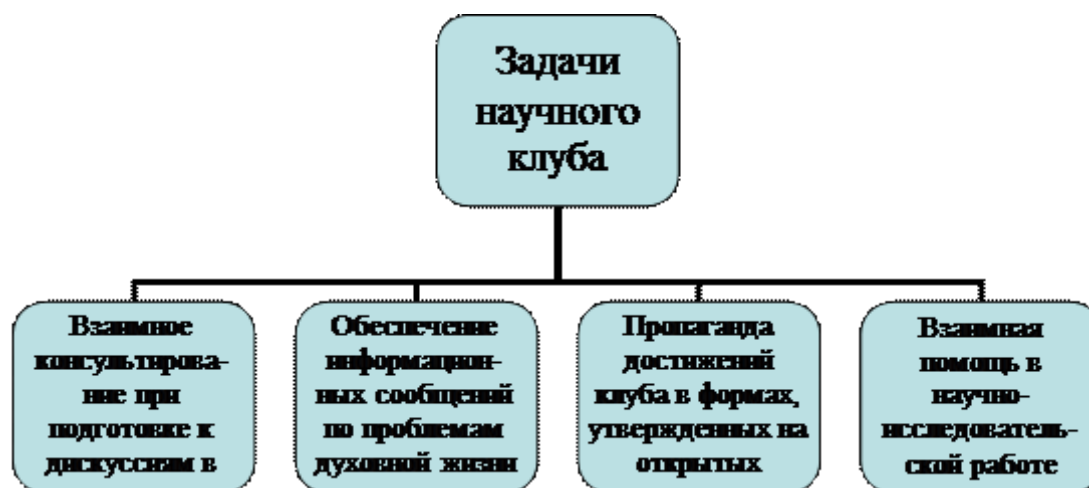 Задачи
научного
клуба
Взаимное
консультирова-
ние при
подготовке к
дискуссиям в
Обеспечение
информацион-
ных сообщений
по проблемам
духовной жизни
Пропаганда
достижений
клуба в формах,
утвержденных на
открытых
Взаимная
помощь в
научно-
исследователь-
ской работе